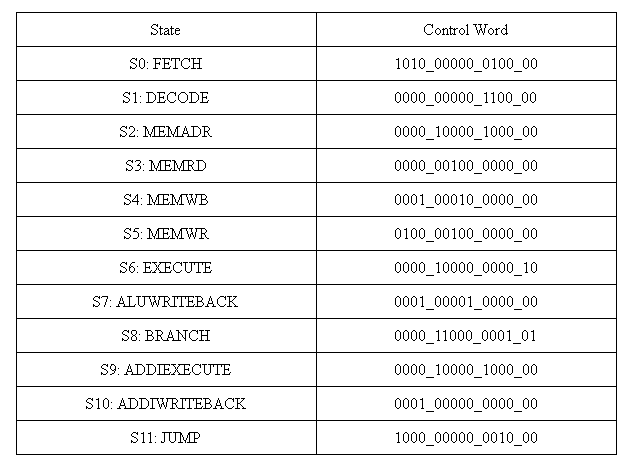 State Control Word
S0: FETCH 1010_00000_0100_00
S1: DECODE 0000_00000_1100_00
S2: MEMADR 0000_10000_1000_00
S3: MEMRD 0000_00100_0000_00
S4: MEMWB 0001_00010_0000_00
S5: MEMWR 0100_00100_0000_00
S6: EXECUTE 0000_10000_0000_10
S7: ALUWRITEBACK 0001_00001_0000_00
S8: BRANCH 0000_11000_0001_01
S9: ADDIEXECUTE 0000_10000_1000_00
S10: ADDIWRITEBACK 0001_00000_0000_00
S11: JUMP 1000_00000_0010_00